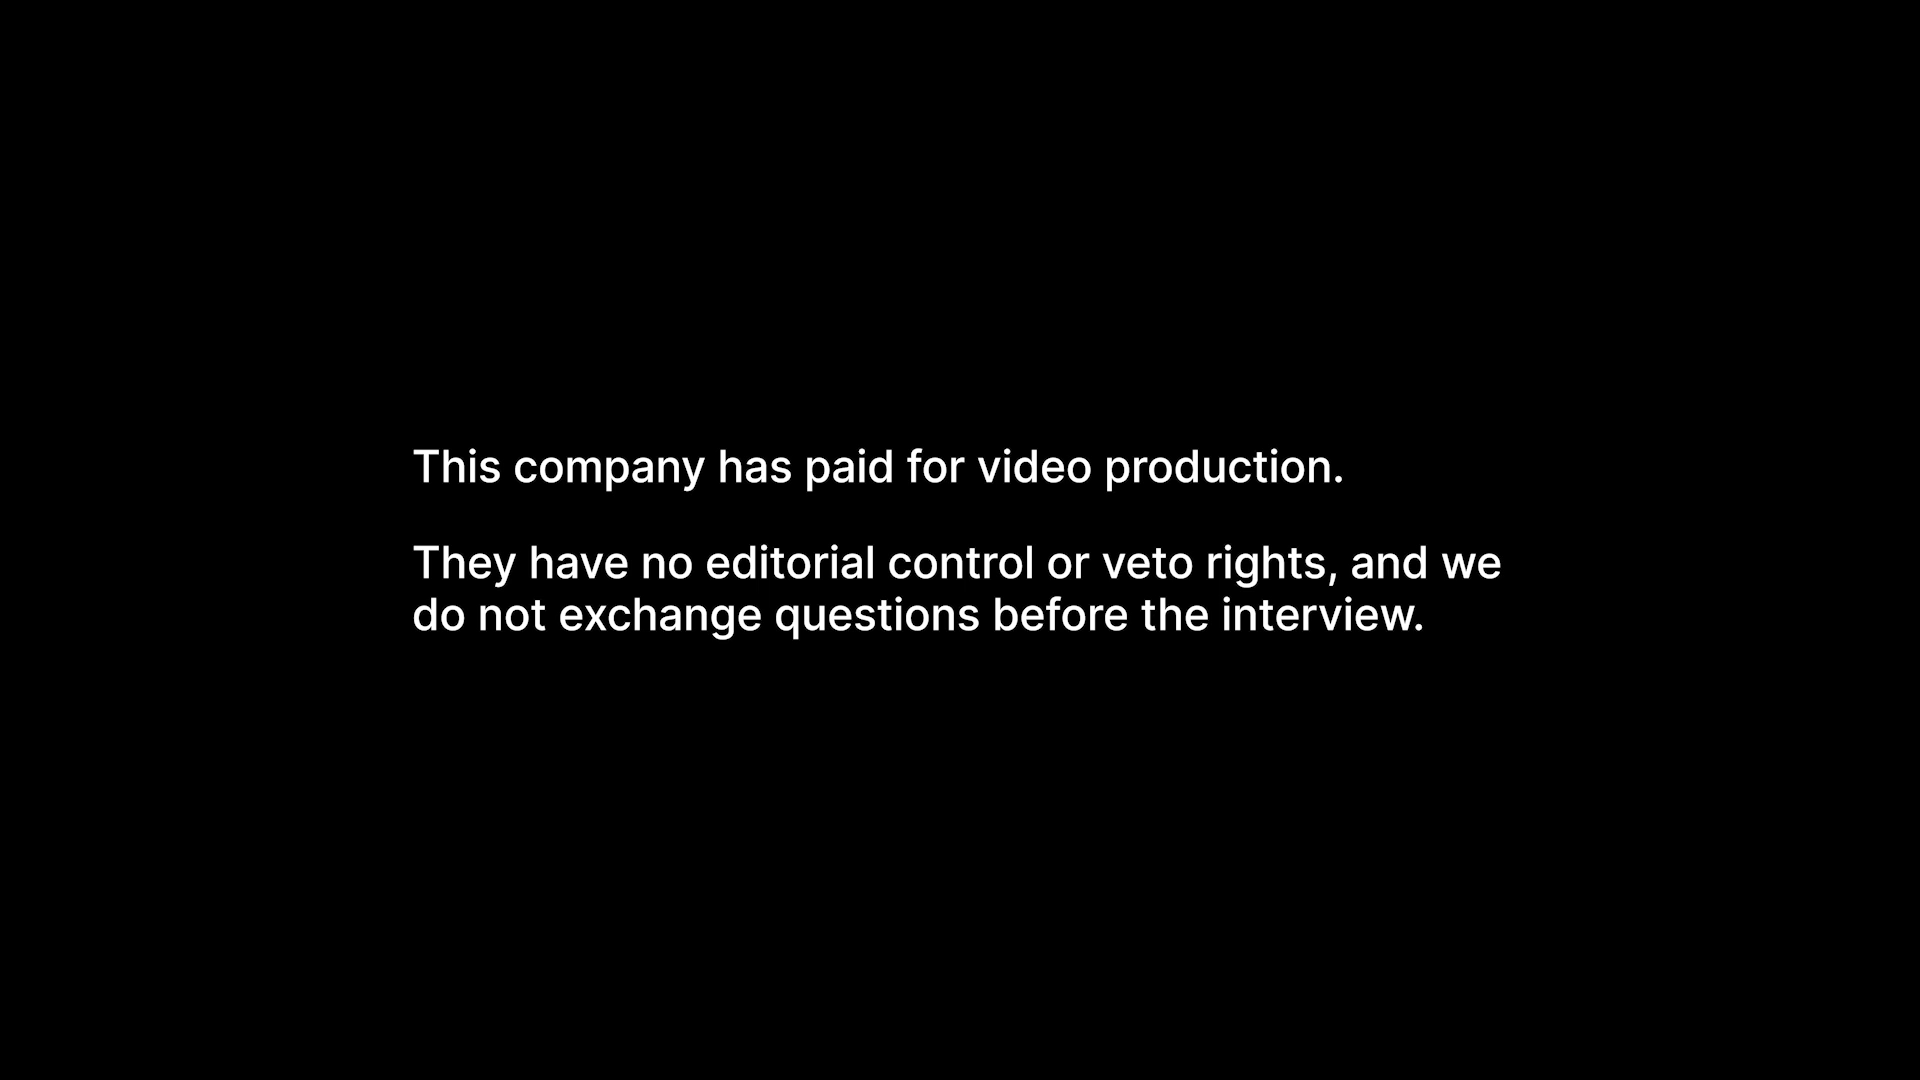 This company has paid for video production.
They have no editorial control or veto rights, and we
do not exchange questions before the interview.